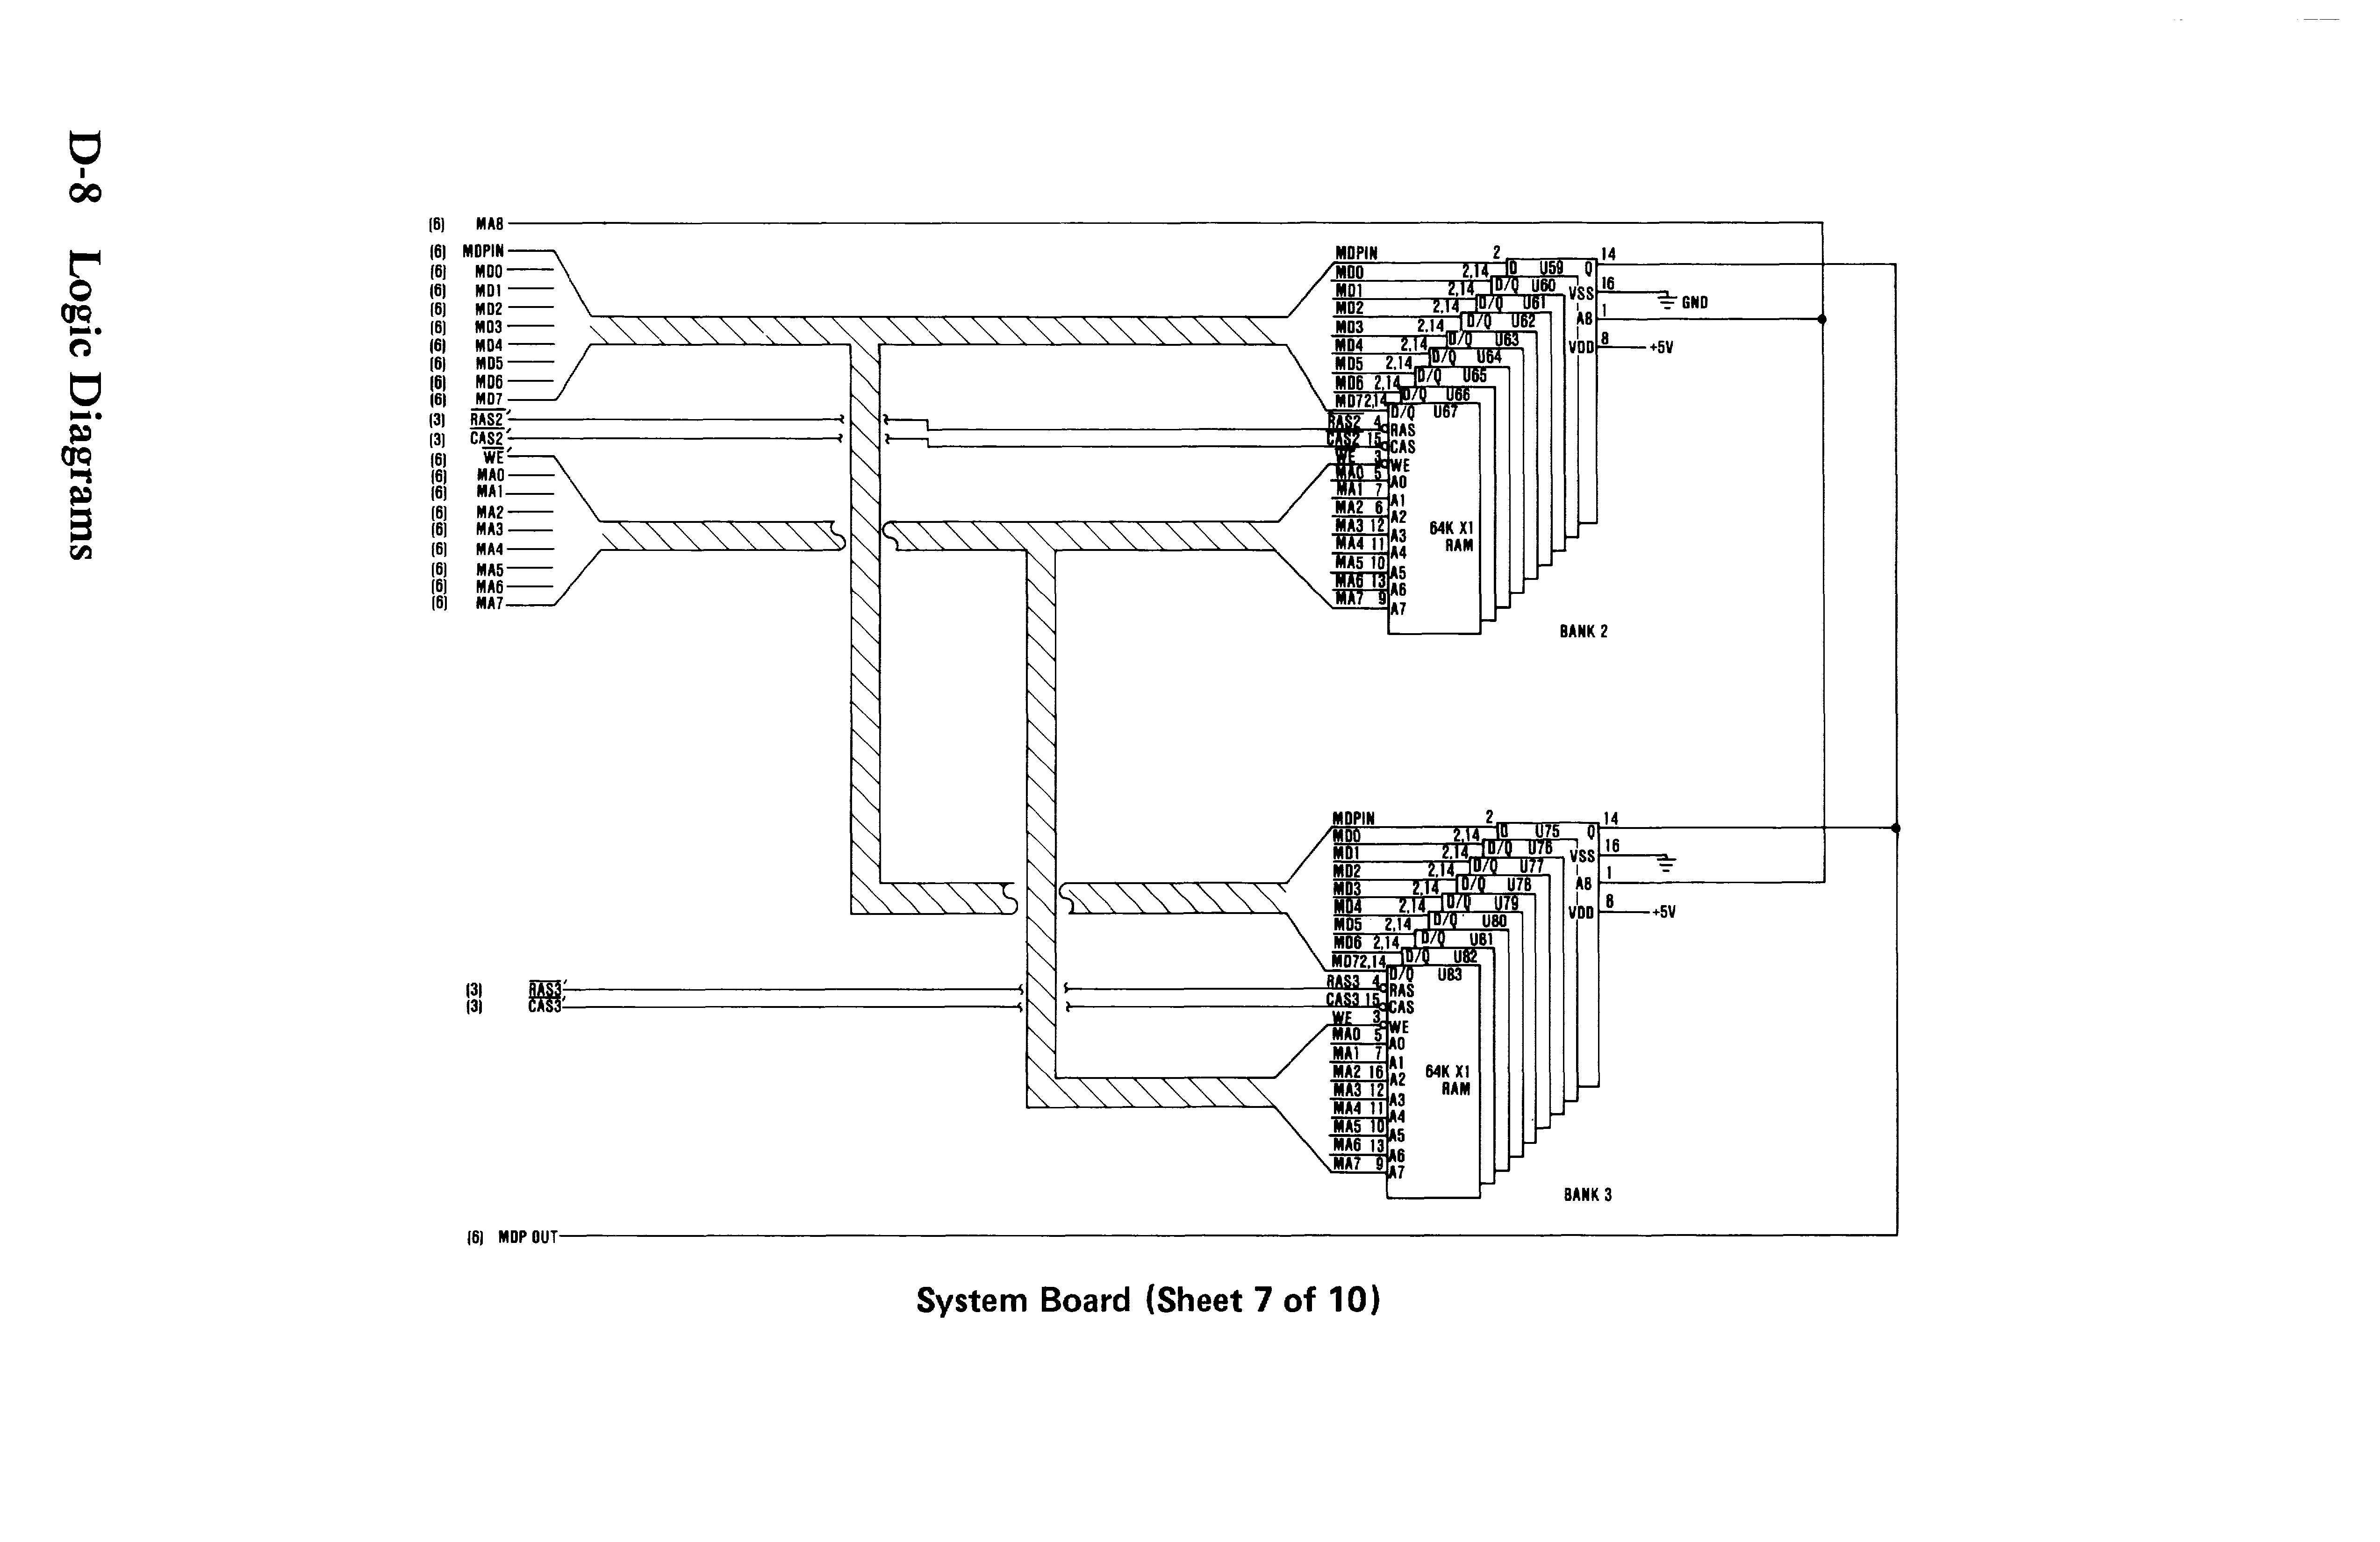 D-8 Logic Diagrams
(6) MA8
(6) MDPIN
(6) MD0
(6) MD1
(6) MD2
(6) MD3
(6) MD4
(6) MD5
(6) MD6
(6) MD7
(3) RAS2'
(3) CAS2'
(6) WE'
(6) MA0
(6) MA1
(6) MA2
(6) MA3
(6) MA4
(6) MA5
(6) MA6
(6) MA7
MDPIN 2 D U59 Q 14
MD0 2,14 D/Q U60 VSS 16 GND
MD1 2,14 D/Q U61 A8 1
MD2 2,14 D/Q U62 VDD 8 +5V
MD3 2,14 D/Q U63
MD4 2,14 D/Q U64
MD5 2,14 D/Q U65
MD6 2,14 D/Q U66
MD7 2,14 D/Q U67
RAS2 4 RAS
CAS2 15 CAS
WE 3 WE
MA0 5 A0
MA1 7 A1
MA2 6 A2
MA3 12 A3
MA4 11 A4
MA5 10 A5
MA6 13 A6
MA7 9 A7
64K X1
RAM
BANK 2
MDPIN 2 D U75 Q 14
MD0 2,14 D/Q U76 VSS 16
MD1 2,14 D/Q U77 A8 1
MD2 2,14 D/Q U78 VDD 8 +5V
MD3 2,14 D/Q U79
MD4 2,14 D/Q U80
MD5 2,14 D/Q U81
MD6 2,14 D/Q U82
MD7 2,14 D/Q U83
(3) RAS3'
(3) CAS3'
RAS3 4 RAS
CAS3 15 CAS
WE 3 WE
MA0 5 A0
MA1 7 A1
MA2 16 A2
MA3 12 A3
MA4 11 A4
MA5 10 A5
MA6 13 A6
MA7 9 A7
64K X1
RAM
BANK 3
(6) MDP OUT
System Board (Sheet 7 of 10)